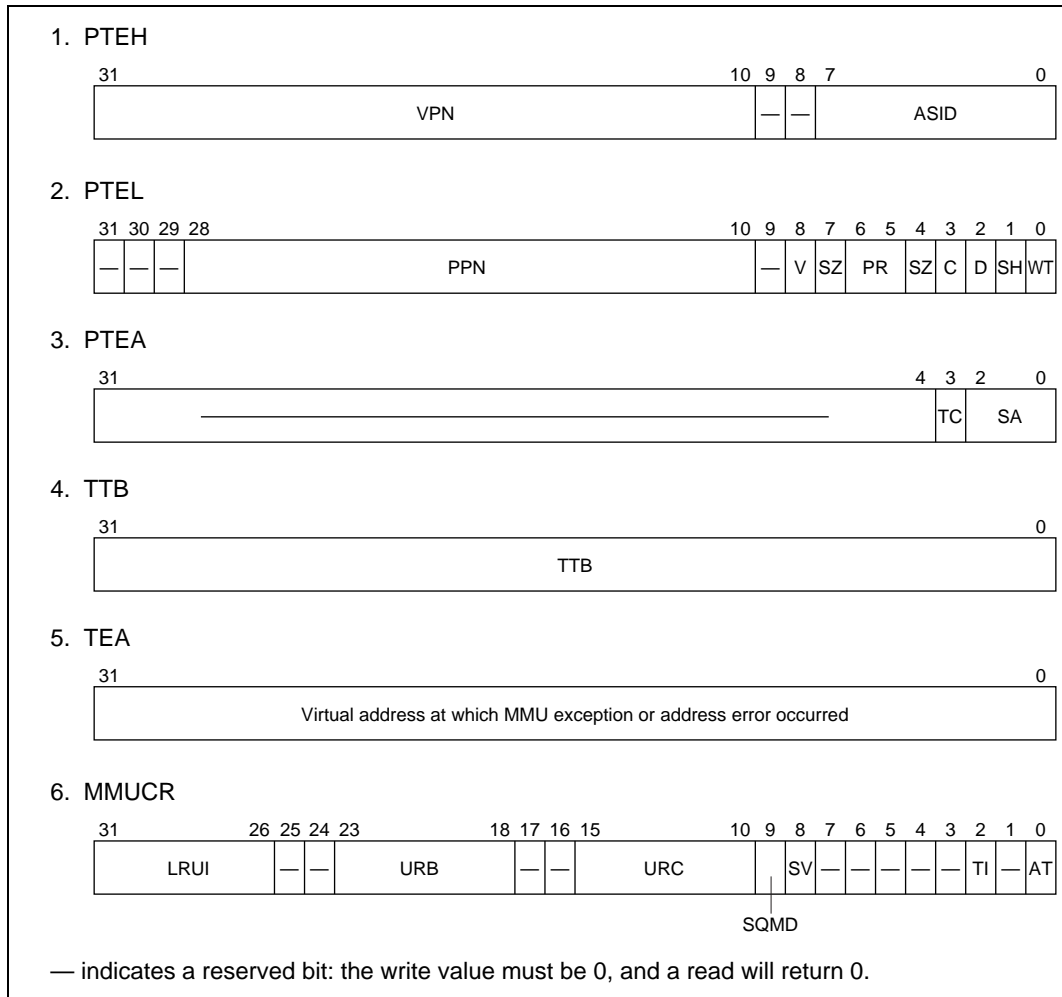 1. PTEH
31 10 9 8 7 0
VPN — — ASID
2. PTEL
31 30 29 28 10 9 8 7 6 5 4 3 2 1 0
— — — PPN — V SZ PR SZ C D SH WT
3. PTEA
31 4 3 2 0
TC SA
4. TTB
31 0
TTB
5. TEA
31 0
Virtual address at which MMU exception or address error occurred
6. MMUCR
31 26 25 24 23 18 17 16 15 10 9 8 7 6 5 4 3 2 1 0
LRUI — — URB — — URC SV — — — — — TI — AT
SQMD
— indicates a reserved bit: the write value must be 0, and a read will return 0.